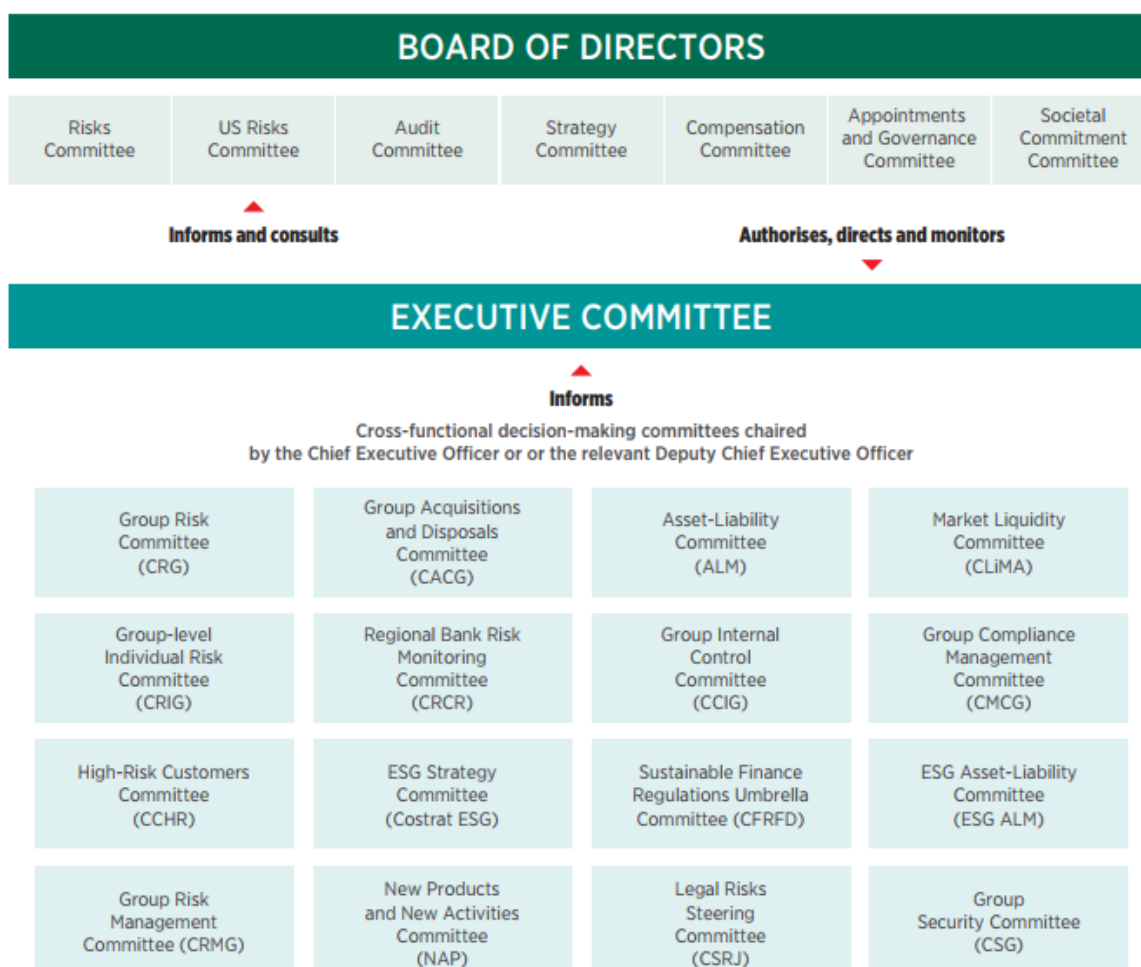 BOARD OF DIRECTORS
Risks
Committee
US Risks
Committee
Audit
Committee
Strategy
Committee
Compensation
Committee
Appointments
and Governance
Committee
Societal
Commitment
Committee
Informs and consults
Authorises, directs and monitors
EXECUTIVE COMMITTEE
Informs
Cross-functional decision-making committees chaired
by the Chief Executive Officer or or the relevant Deputy Chief Executive Officer
Group Risk
Committee
(CRG)
Group Acquisitions
and Disposals
Committee
(CACG)
Asset-Liability
Committee
(ALM)
Market Liquidity
Committee
(CLiMA)
Group-level
Individual Risk
Committee
(CRIG)
Regional Bank Risk
Monitoring
Committee
(CRCR)
Group Internal
Control
Committee
(CCIG)
Group Compliance
Management
Committee
(CMCG)
High-Risk Customers
Committee
(CCHR)
ESG Strategy
Committee
(Costrat ESG)
Sustainable Finance
Regulations Umbrella
Committee (CFRFD)
ESG Asset-Liability
Committee
(ESG ALM)
Group Risk
Management
Committee (CRMG)
New Products
and New Activities
Committee
(NAP)
Legal Risks
Steering
Committee
(CSRJ)
Group
Security Committee
(CSG)